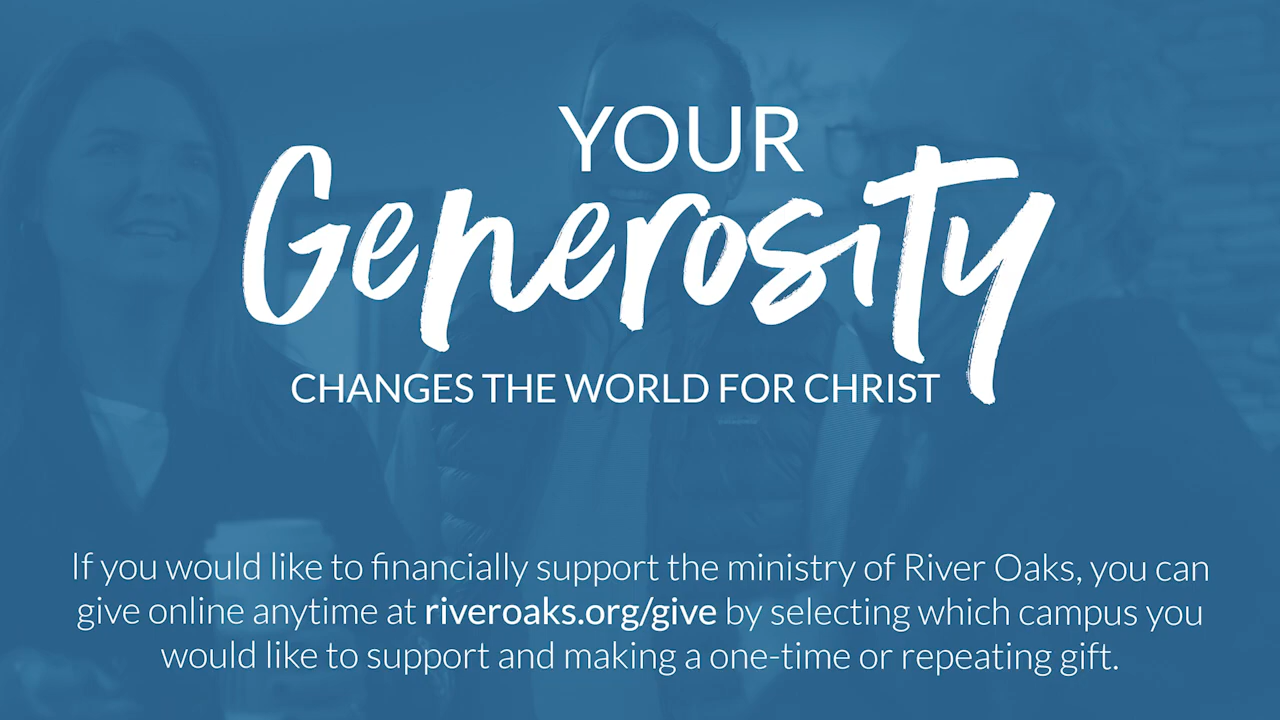 YOUR
Generosity
CHANGES THE WORLD FOR CHRIST
If you would like to financially support the ministry of River Oaks, you can
give online anytime at riveroaks.org/give by selecting which campus you
would like to support and making a one-time or repeating gift.